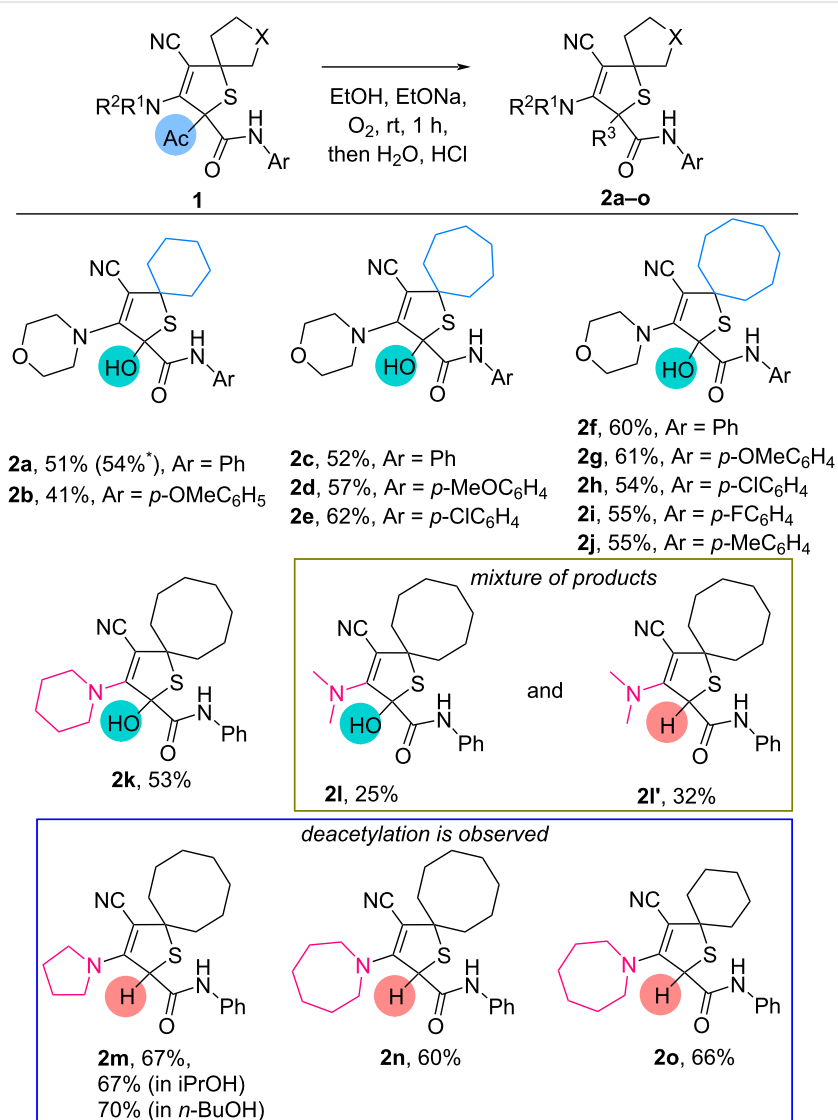 NC
X
R²R¹N
S
Ac
H
N
O
Ar
1
EtOH, EtONa,
O₂, rt, 1 h,
then H₂O, HCl
NC
X
R²R¹N
S
R³
H
N
O
Ar
2a–o
NC
N
S
O
HO
H
N
O
Ar
2a, 51% (54%*), Ar = Ph
2b, 41%, Ar = p-OMeC₆H₅
NC
N
S
O
HO
H
N
O
Ar
2c, 52%, Ar = Ph
2d, 57%, Ar = p-MeOC₆H₄
2e, 62%, Ar = p-ClC₆H₄
NC
N
S
O
HO
H
N
O
Ar
2f, 60%, Ar = Ph
2g, 61%, Ar = p-OMeC₆H₄
2h, 54%, Ar = p-ClC₆H₄
2i, 55%, Ar = p-FC₆H₄
2j, 55%, Ar = p-MeC₆H₄
NC
N
S
HO
H
N
Ph
O
2k, 53%
mixture of products
NC
N
S
HO
H
N
Ph
O
2l, 25%
and
NC
N
S
H
H
N
Ph
O
2l', 32%
deacetylation is observed
NC
N
S
H
H
N
Ph
O
2m, 67%,
67% (in iPrOH)
70% (in n-BuOH)
NC
N
S
H
H
N
Ph
O
2n, 60%
NC
N
S
H
H
N
Ph
O
2o, 66%